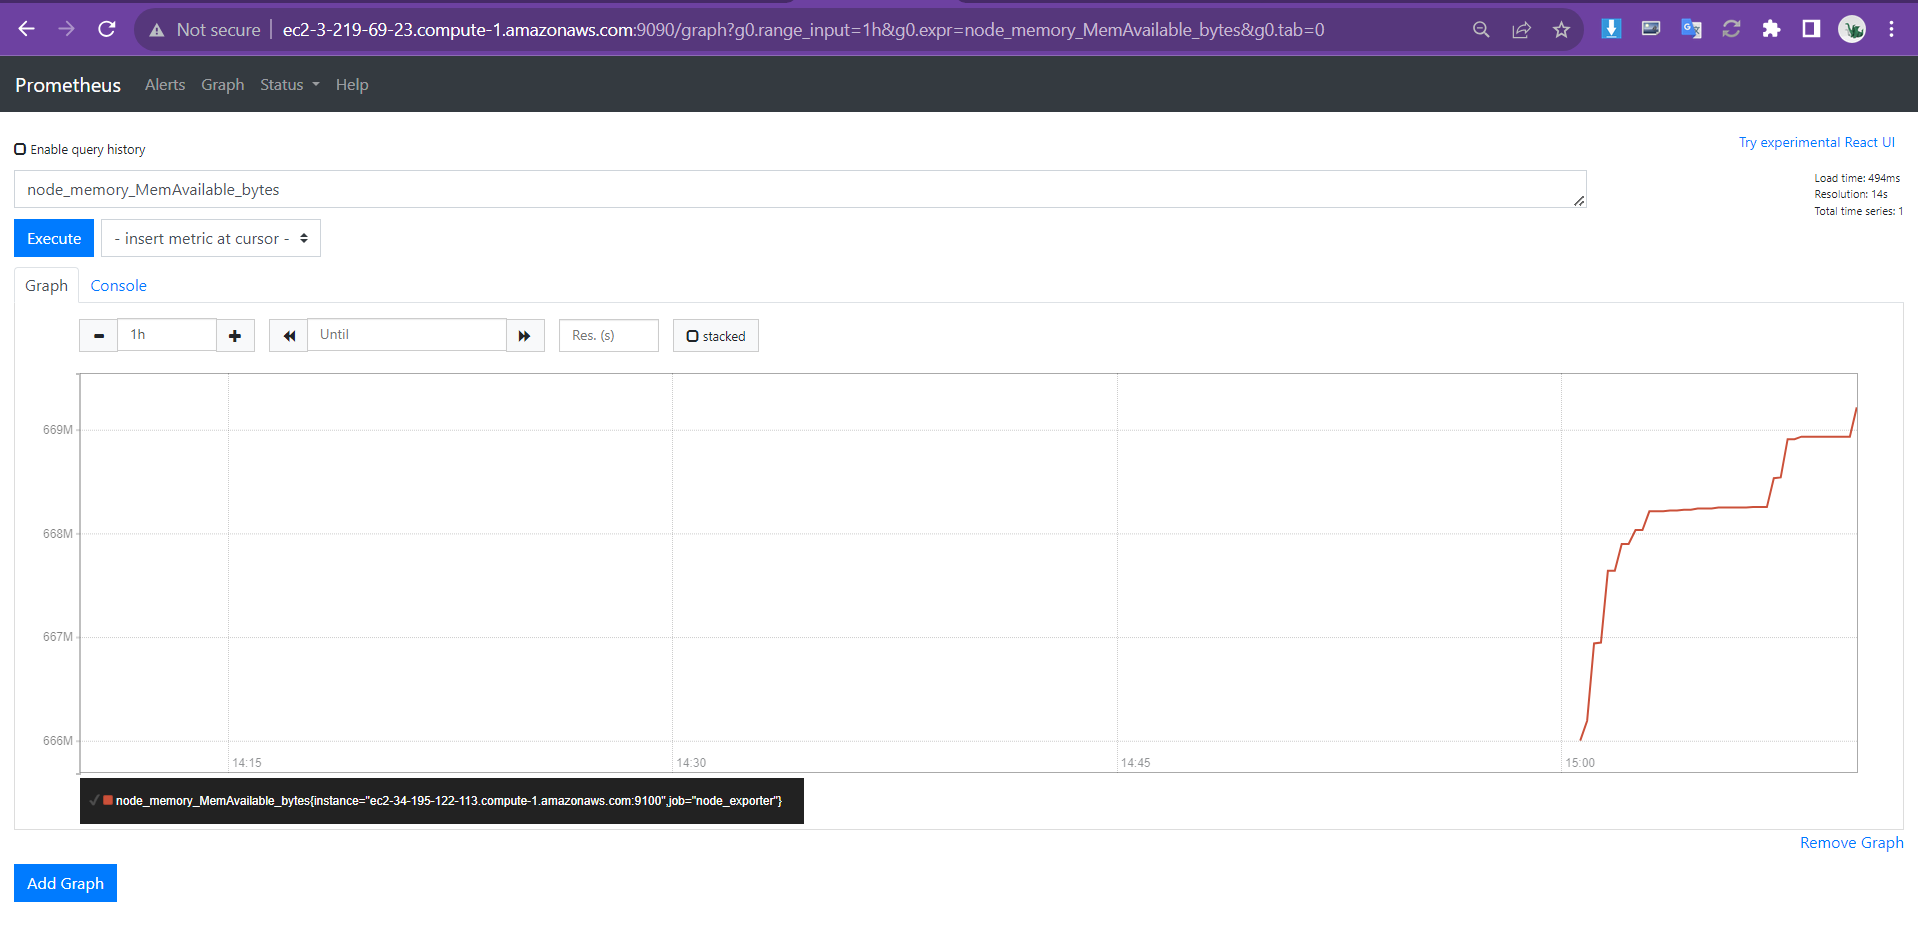 Not secure
ec2-3-219-69-23.compute-1.amazonaws.com:9090/graph?g0.range_input=1h&g0.expr=node_memory_MemAvailable_bytes&g0.tab=0
Prometheus Alerts Graph Status Help
Enable query history
Try experimental React UI
node_memory_MemAvailable_bytes
Load time: 494ms
Resolution: 14s
Total time series: 1
Execute
- insert metric at cursor -
Graph Console
1h
Until
Res. (s)
stacked
669M
668M
667M
666M
14:15 14:30 14:45 15:00
node_memory_MemAvailable_bytes{instance="ec2-34-195-122-113.compute-1.amazonaws.com:9100",job="node_exporter"}
Remove Graph
Add Graph